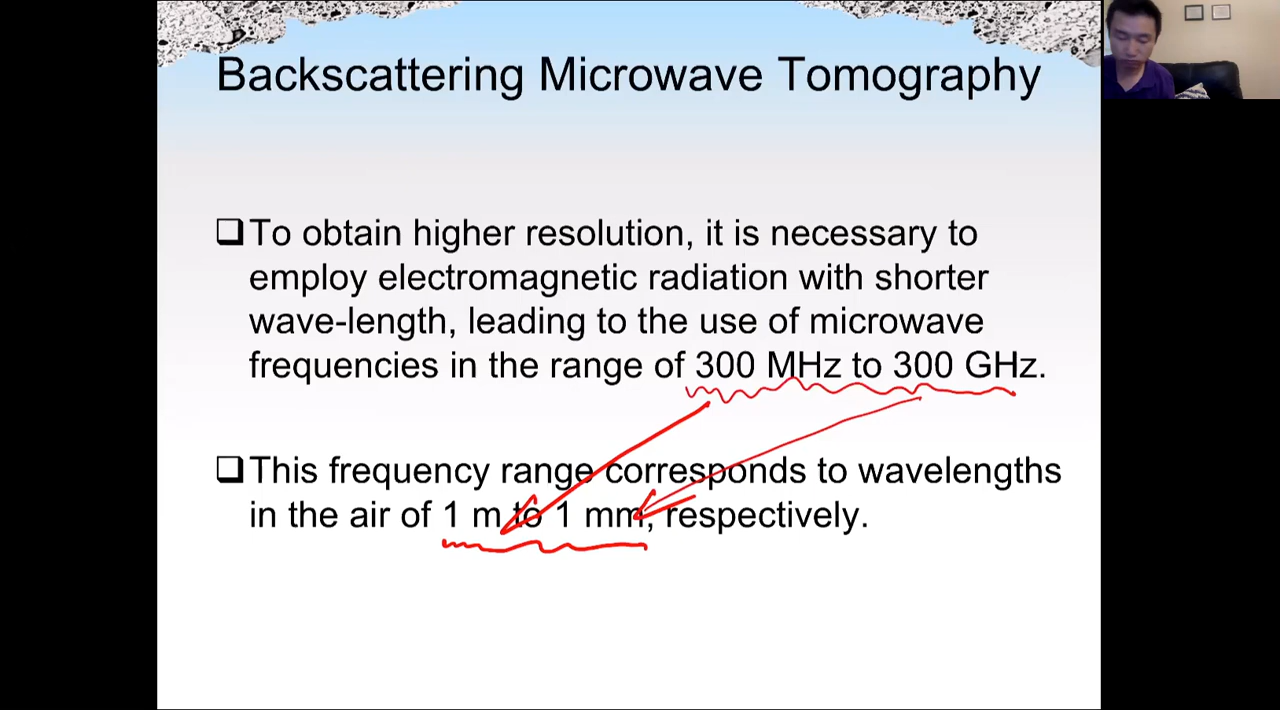 Backscattering Microwave Tomography
To obtain higher resolution, it is necessary to
employ electromagnetic radiation with shorter
wave-length, leading to the use of microwave
frequencies in the range of 300 MHz to 300 GHz.
This frequency range corresponds to wavelengths
in the air of 1 m to 1 mm, respectively.